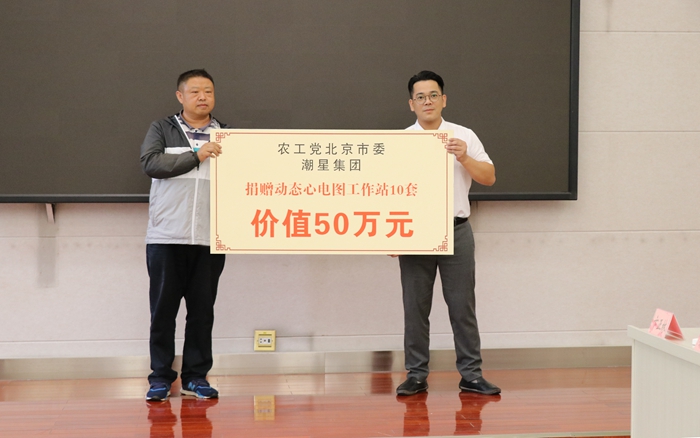 农工党北京市委
潮星集团
捐赠动态心电图工作站10套
价值50万元